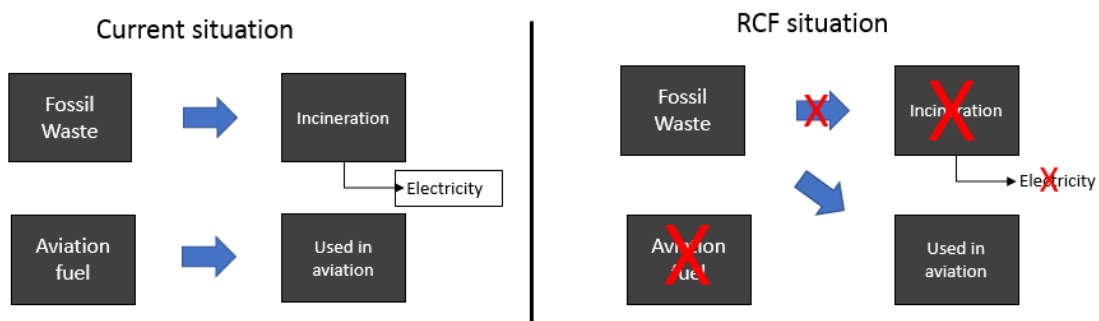 Current situation
Fossil
Waste
Incineration
Electricity
Aviation
fuel
Used in
aviation
RCF situation
Fossil
Waste
X
Incineration
X
Electricity
X
Aviation
fuel
X
Used in
aviation